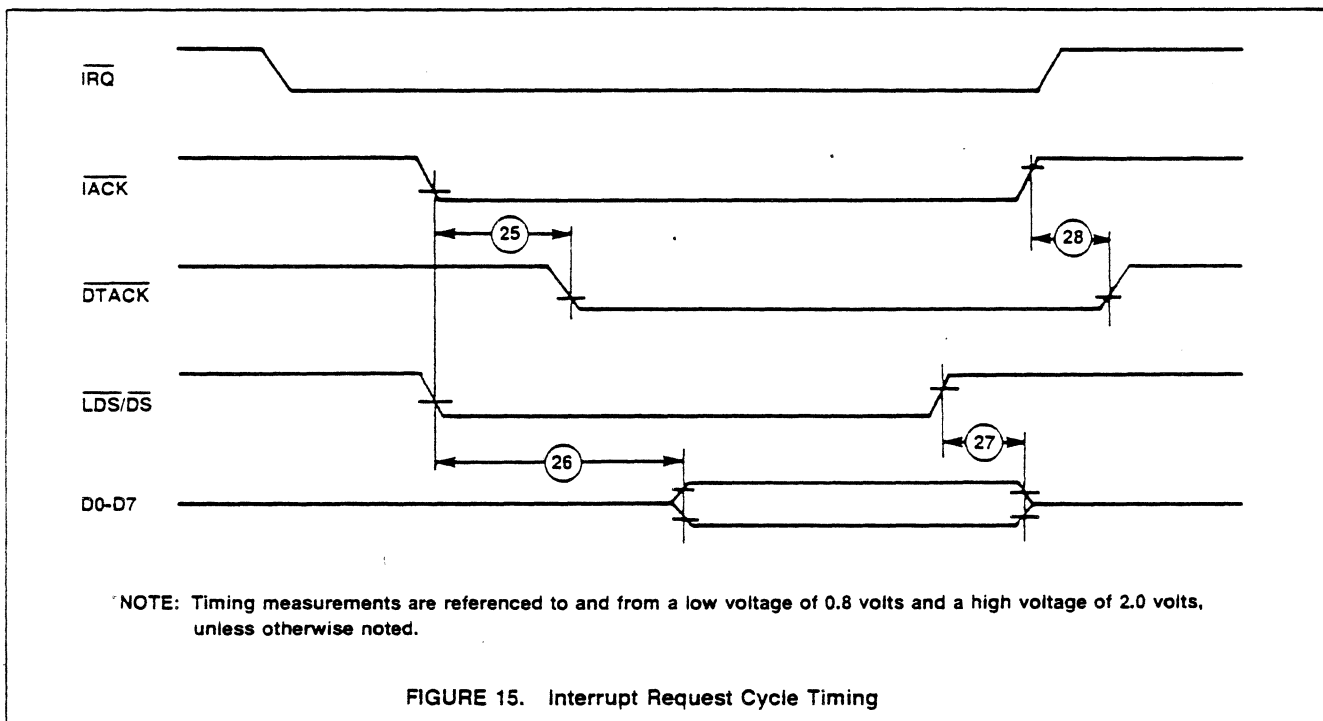 IRQ
IACK
25
28
DTACK
LDS/DS
27
26
D0-D7
NOTE: Timing measurements are referenced to and from a low voltage of 0.8 volts and a high voltage of 2.0 volts,
unless otherwise noted.
FIGURE 15. Interrupt Request Cycle Timing